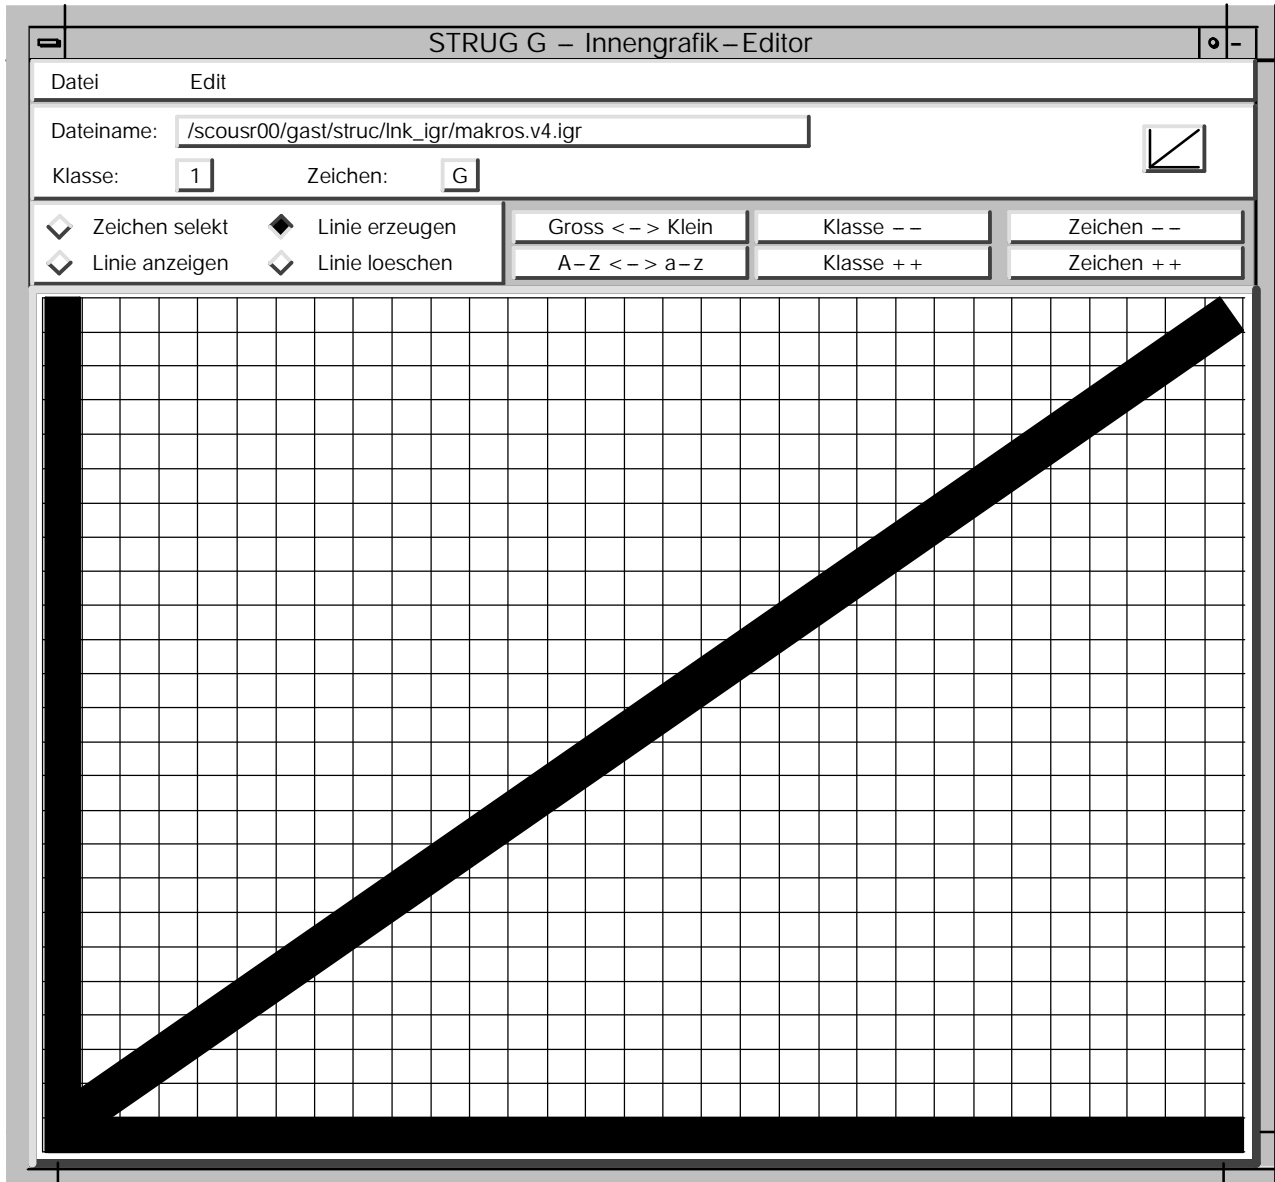 STRUG G – Innengrafik–Editor
Datei Edit
Dateiname: /scousr00/gast/struc/lnk_igr/makros.v4.igr
Klasse: 1 Zeichen: G
Zeichen selekt Linie erzeugen Gross <–> Klein Klasse –– Zeichen ––
Linie anzeigen Linie loeschen A–Z <–> a–z Klasse ++ Zeichen ++